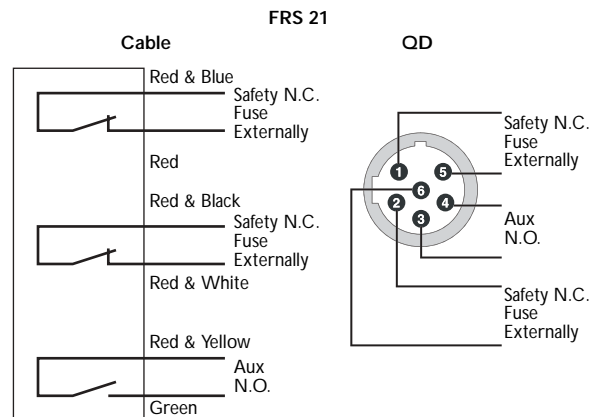 FRS 21
Cable
Red & Blue
Safety N.C.
Fuse
Externally
Red
Red & Black
Safety N.C.
Fuse
Externally
Red & White
Red & Yellow
Aux
N.O.
Green
QD
Safety N.C.
Fuse
Externally
1
5
6
2
4
3
Aux
N.O.
Safety N.C.
Fuse
Externally